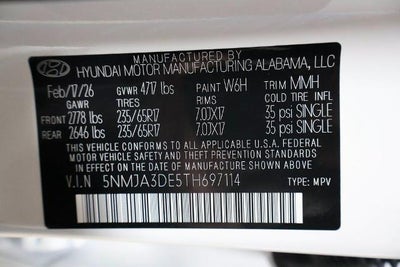 MANUFACTURED BY
HYUNDAI MOTOR MANUFACTURING ALABAMA, LLC
Feb/17/26 GVWR 4717 lbs PAINT W6H TRIM MMH
GAWR TIRES RIMS COLD TIRE INFL.
FRONT 2778 lbs 235/65R17 7.0JX17 35 psi SINGLE
REAR 2646 lbs 235/65R17 7.0JX17 35 psi SINGLE
THIS VEHICLE CONFORMS TO ALL APPLICABLE U.S.A. FEDERAL
MOTOR VEHICLE SAFETY, BUMPER, AND THEFT PREVENTION
STANDARDS IN EFFECT ON THE DATE OF MANUFACTURE SHOWN ABOVE.
V.I.N 5NMJA3DE5TH697114 TYPE: MPV